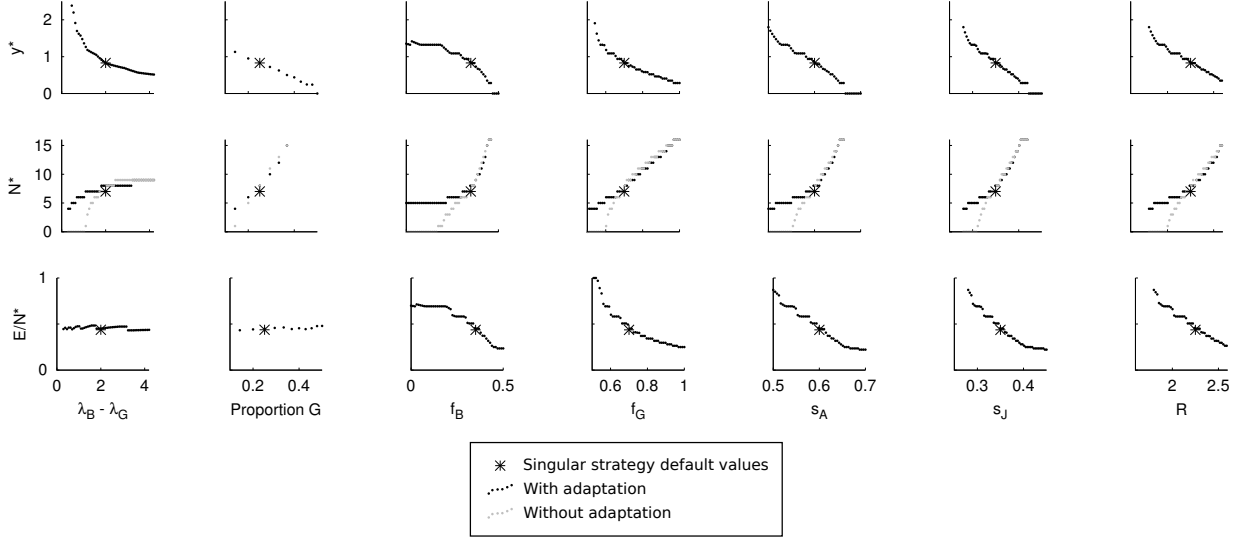 2
1
0
y*
15
10
5
0
N*
1
0.5
0
E/N*
0 2 4
0.2 0.4
0 0.5
0.6 0.8 1
0.5 0.6 0.7
0.3 0.4
2 2.5
λB - λG
Proportion G
fB
fG
sA
sJ
R
Singular strategy default values
With adaptation
Without adaptation